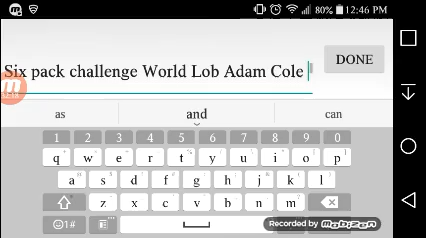 80% 12:46 PM
Six pack challenge World Lob Adam Cole
DONE
as and can
1 2 3 4 5 6 7 8 9 0
q w e r t y u i o p
a s d f g h j k l
z x c v b n m
1#
Recorded by mobizen